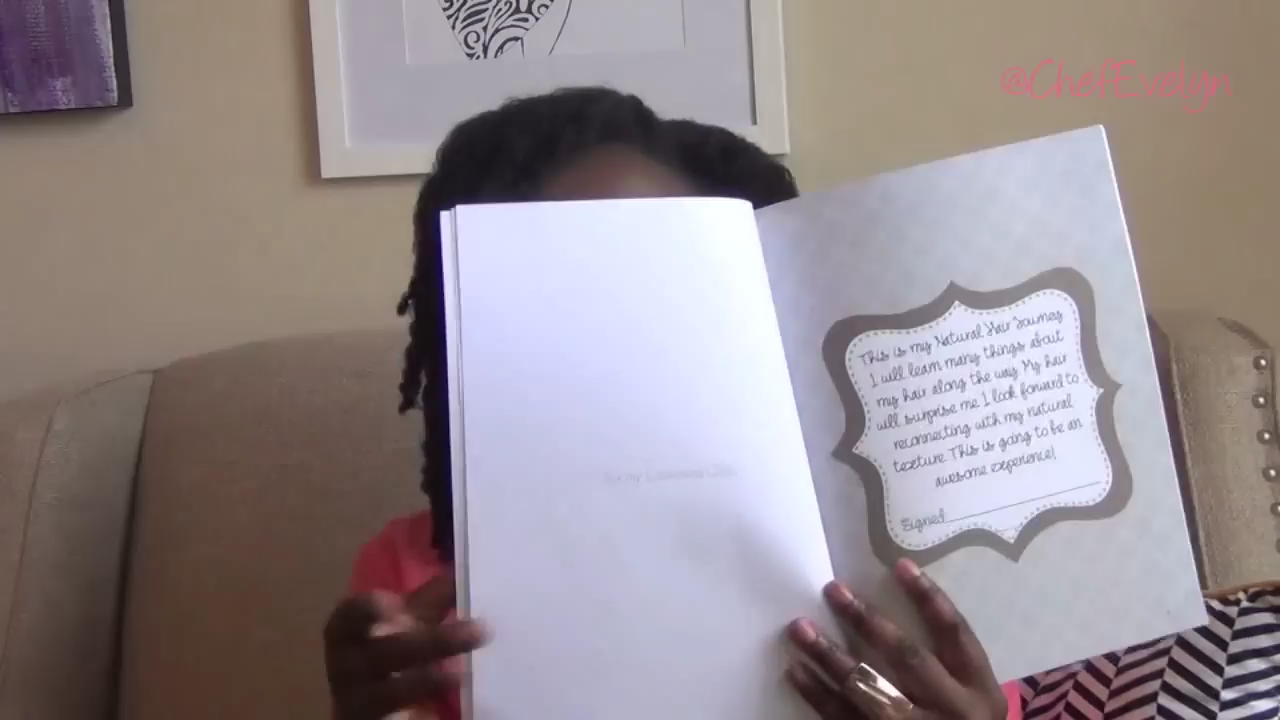 @ChefEvelyn
This is my Natural Hair Journey
I will learn many things about
my hair along the way. My hair
will surprise me. I look forward to
reconnecting with my natural
texture. This is going to be an
awesome experience!
Signed
for my